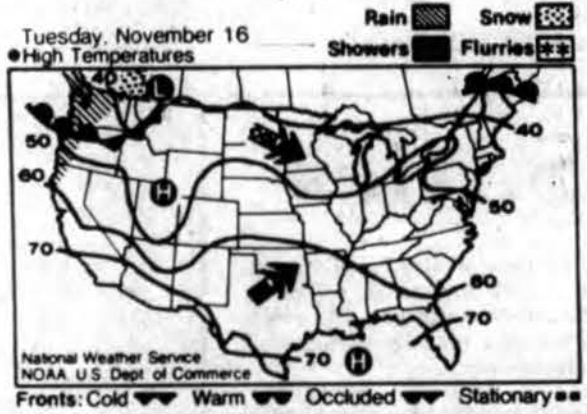 Rain Snow
Tuesday, November 16
●High Temperatures Showers Flurries
40 L
50 40
60 H 50
70 60
70
70 H
National Weather Service
NOAA U S Dept of Commerce
Fronts: Cold Warm Occluded Stationary